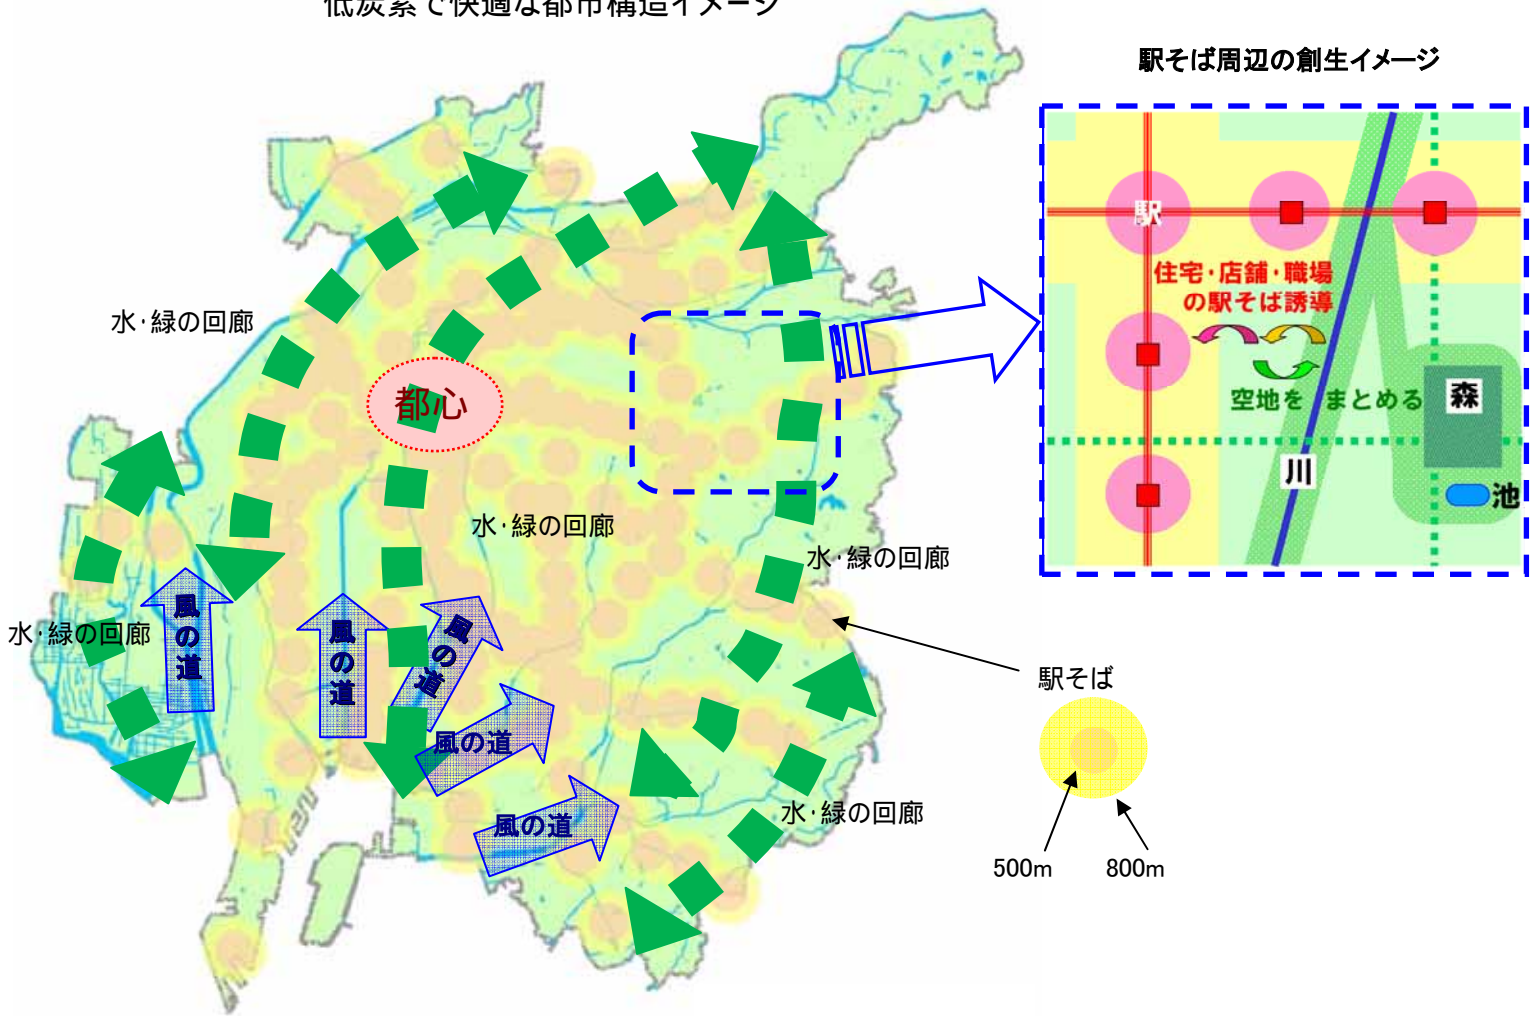 低炭素で快適な都市構造イメージ
駅そば周辺の創生イメージ
駅
住宅・店舗・職場
の駅そば誘導
空地を まとめる
森
川
池
水・緑の回廊
都心
水・緑の回廊
水・緑の回廊
水・緑の回廊
風の道
風の道
風の道
風の道
風の道
水・緑の回廊
駅そば
500m
800m